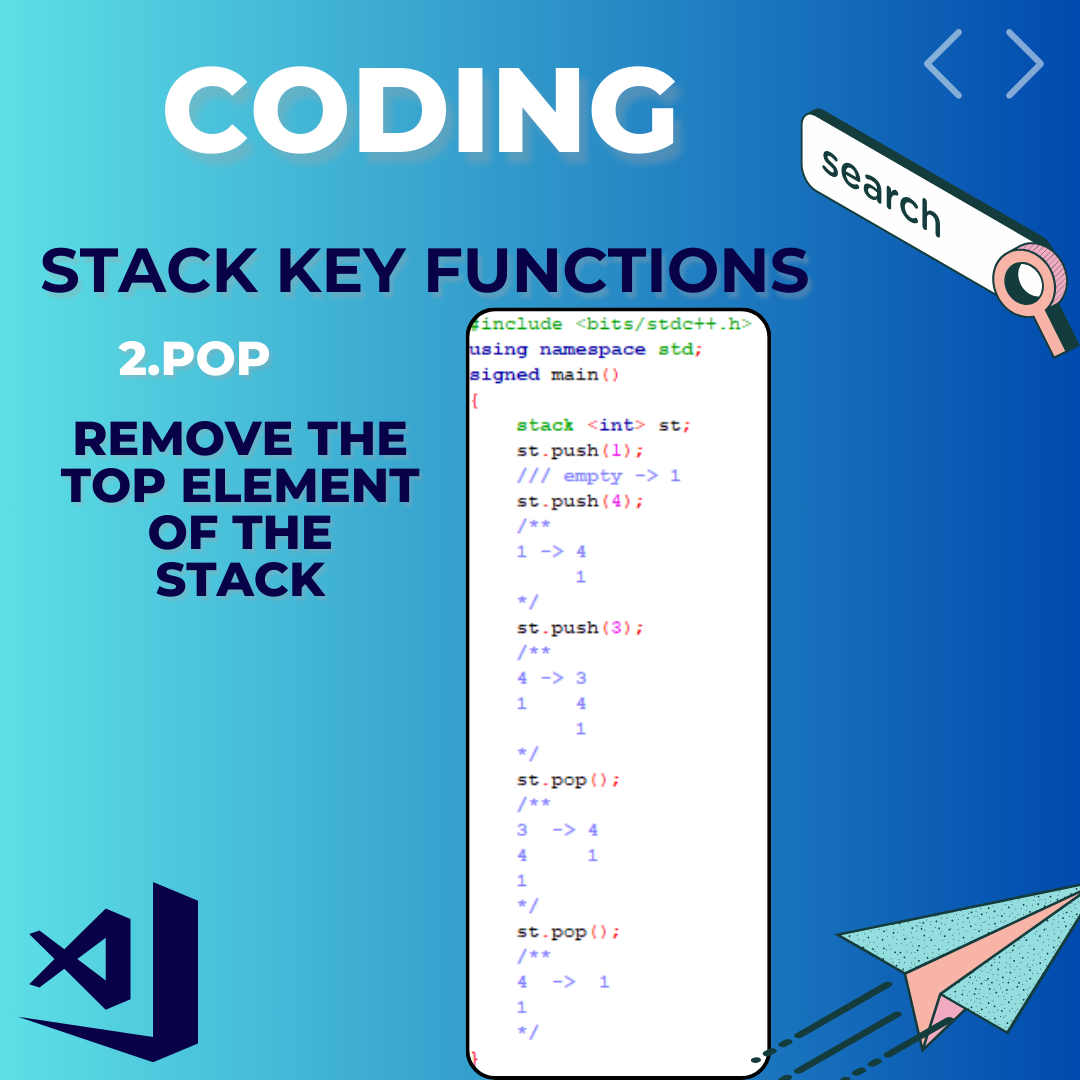 CODING
search
STACK KEY FUNCTIONS
2.POP
REMOVE THE
TOP ELEMENT
OF THE
STACK
#include <bits/stdc++.h>
using namespace std;
signed main()
{
    stack <int> st;
    st.push(1);
    /// empty -> 1
    st.push(4);
    /**
    1 -> 4
         1
    */
    st.push(3);
    /**
    4 -> 3
    1    4
         1
    */
    st.pop();
    /**
    3  -> 4
    4     1
    1
    */
    st.pop();
    /**
    4  ->  1
    1
    */
}